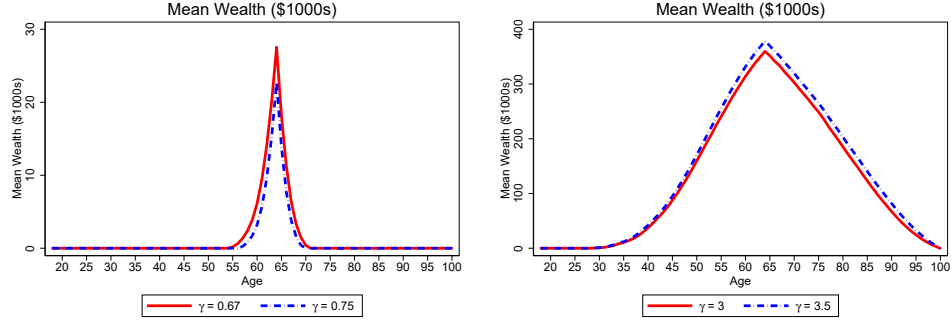 Mean Wealth ($1000s)
Mean Wealth ($1000s)
30
20
10
0
20 25 30 35 40 45 50 55 60 65 70 75 80 85 90 95 100
Age
γ = 0.67 γ = 0.75
Mean Wealth ($1000s)
Mean Wealth ($1000s)
400
300
200
100
0
20 25 30 35 40 45 50 55 60 65 70 75 80 85 90 95 100
Age
γ = 3 γ = 3.5